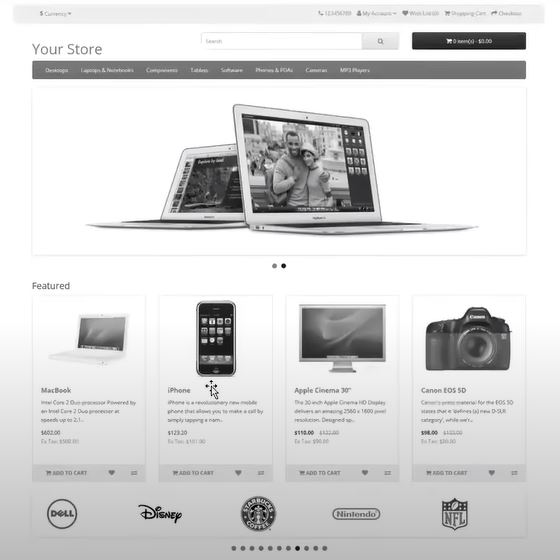 $ Currency
123456789 My Account Wish List (0) Shopping Cart Checkout
Your Store
Search
0 item(s) - $0.00
Desktops Laptops & Notebooks Components Tablets Software Phones & PDAs Cameras MP3 Players
Featured
MacBook
Intel Core 2 Duo processor Powered by
an Intel Core 2 Duo processor at
speeds up to 2.1..
$602.00
Ex Tax: $500.00
ADD TO CART
iPhone
iPhone is a revolutionary new mobile
phone that allows you to make a call by
simply tapping a nam..
$123.20
Ex Tax: $101.00
ADD TO CART
Apple Cinema 30"
The 30-inch Apple Cinema HD Display
delivers an amazing 2560 x 1600 pixel
resolution. Designed sp..
$110.00 $122.00
Ex Tax: $90.00
ADD TO CART
Canon
Canon EOS 5D
Canon's press material for the EOS 5D
states that it 'defines (a) new D-SLR
category', while we'r..
$98.00
Ex Tax: $80.00
ADD TO CART
DELL
Disney
STARBUCKS
COFFEE
Nintendo
NFL